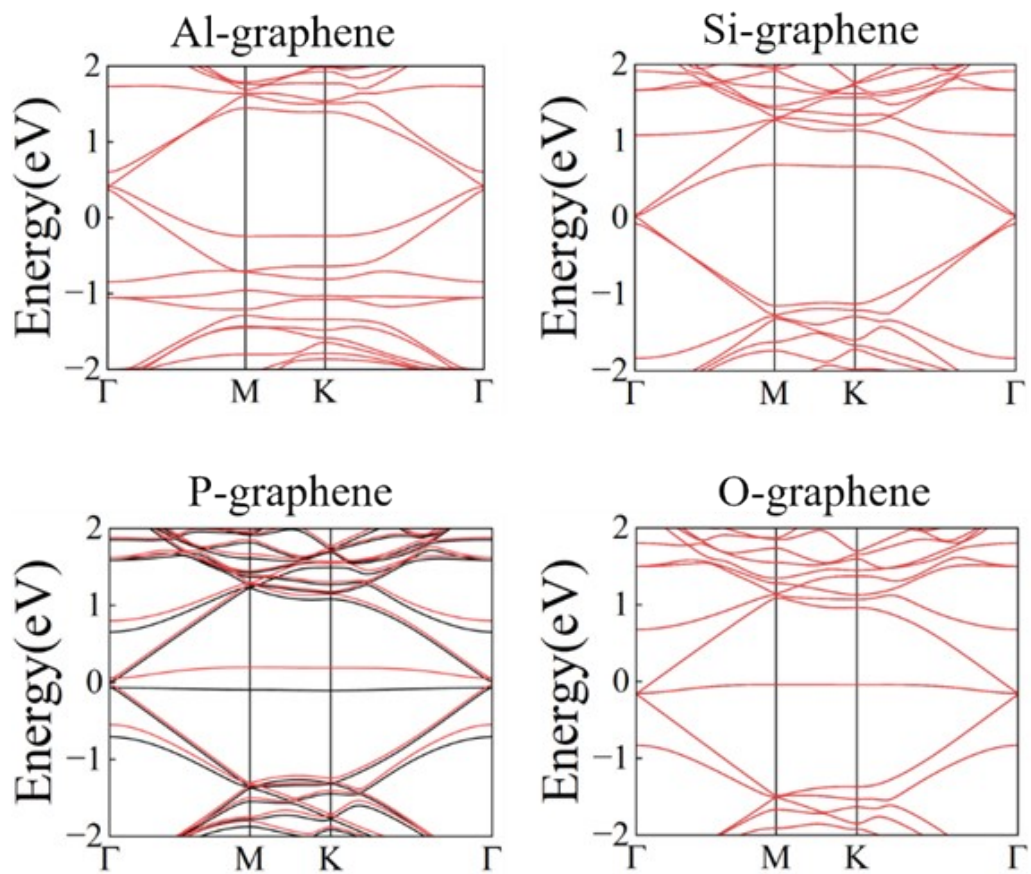 Al-graphene
Energy(eV)
2
1
0
−1
−2
Γ M K Γ
Si-graphene
Energy(eV)
2
1
0
−1
−2
Γ M K Γ
P-graphene
Energy(eV)
2
1
0
−1
−2
Γ M K Γ
O-graphene
Energy(eV)
2
1
0
−1
−2
Γ M K Γ